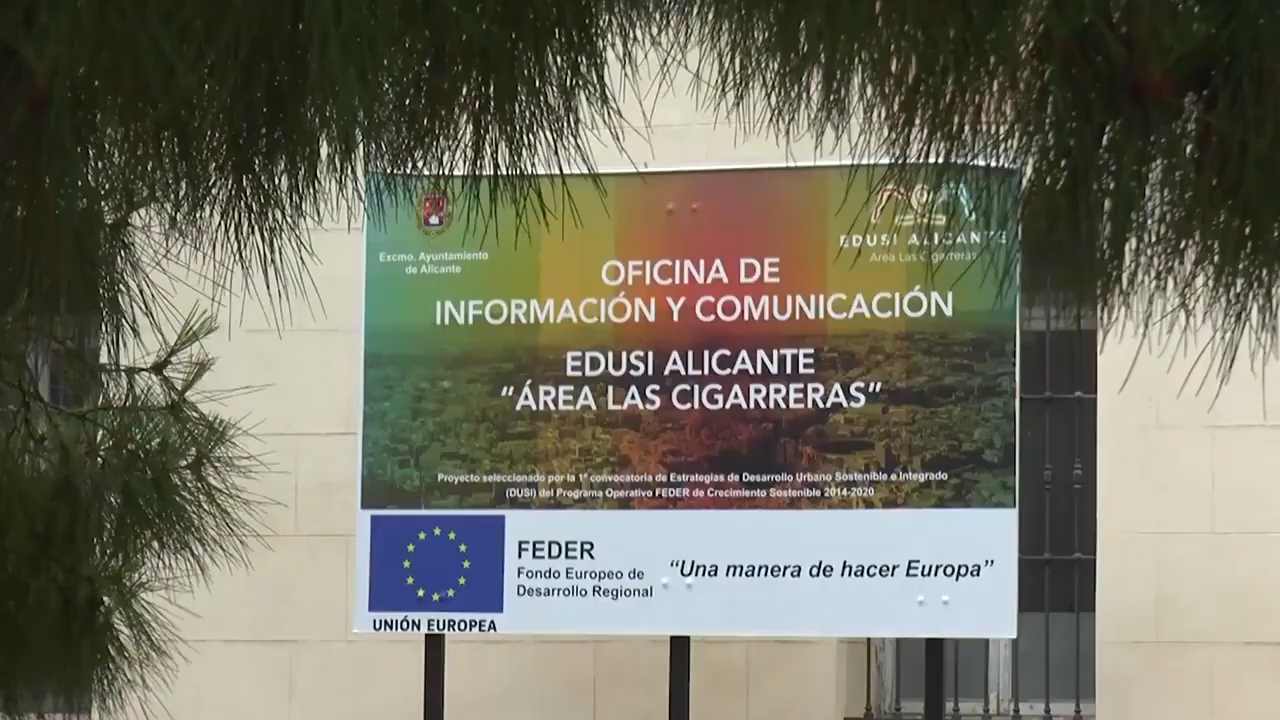 Excmo. Ayuntamiento
de Alicante
EDUSI ALICANTE
Área Las Cigarreras
OFICINA DE
INFORMACIÓN Y COMUNICACIÓN
EDUSI ALICANTE
“ÁREA LAS CIGARRERAS”
Proyecto seleccionado por la 1ª convocatoria de Estrategias de Desarrollo Urbano Sostenible e Integrado
(DUSI) del Programa Operativo FEDER de Crecimiento Sostenible 2014-2020
FEDER
Fondo Europeo de
Desarrollo Regional
“Una manera de hacer Europa”
UNIÓN EUROPEA